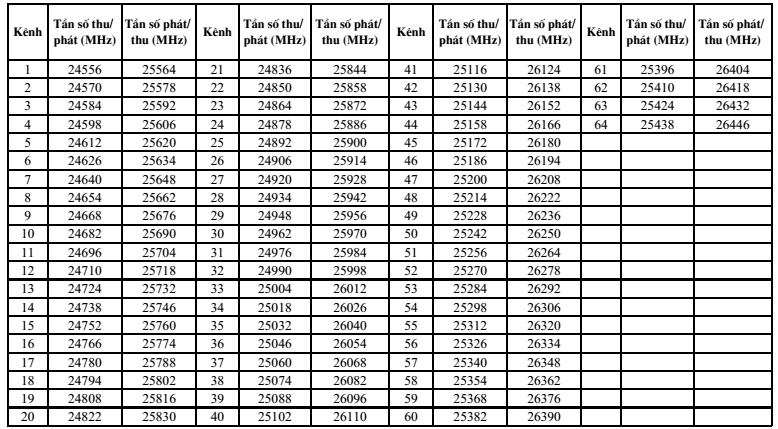 Kênh Tần số thu/ phát (MHz) Tần số phát/ thu (MHz) Kênh Tần số thu/ phát (MHz) Tần số phát/ thu (MHz) Kênh Tần số thu/ phát (MHz) Tần số phát/ thu (MHz) Kênh Tần số thu/ phát (MHz) Tần số phát/ thu (MHz)
1 24556 25564 21 24836 25844 41 25116 26124 61 25396 26404
2 24570 25578 22 24850 25858 42 25130 26138 62 25410 26418
3 24584 25592 23 24864 25872 43 25144 26152 63 25424 26432
4 24598 25606 24 24878 25886 44 25158 26166 64 25438 26446
5 24612 25620 25 24892 25900 45 25172 26180
6 24626 25634 26 24906 25914 46 25186 26194
7 24640 25648 27 24920 25928 47 25200 26208
8 24654 25662 28 24934 25942 48 25214 26222
9 24668 25676 29 24948 25956 49 25228 26236
10 24682 25690 30 24962 25970 50 25242 26250
11 24696 25704 31 24976 25984 51 25256 26264
12 24710 25718 32 24990 25998 52 25270 26278
13 24724 25732 33 25004 26012 53 25284 26292
14 24738 25746 34 25018 26026 54 25298 26306
15 24752 25760 35 25032 26040 55 25312 26320
16 24766 25774 36 25046 26054 56 25326 26334
17 24780 25788 37 25060 26068 57 25340 26348
18 24794 25802 38 25074 26082 58 25354 26362
19 24808 25816 39 25088 26096 59 25368 26376
20 24822 25830 40 25102 26110 60 25382 26390